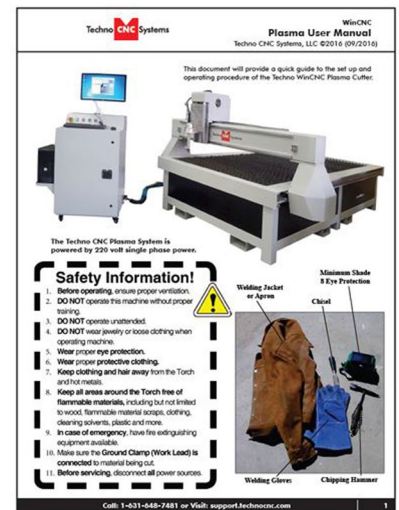 Techno CNC Systems
WinCNC
Plasma User Manual
Techno CNC Systems, LLC ©2016 (09/2016)
This document will provide a quick guide to the set up and
operating procedure of the Techno WinCNC Plasma Cutter.
The Techno CNC Plasma System is
powered by 220 volt single phase power.
Safety Information!
1. Before operating, ensure proper ventilation.
2. DO NOT operate this machine without proper
training.
3. DO NOT operate unattended.
4. DO NOT wear jewelry or loose clothing when
operating machine.
5. Wear proper eye protection.
6. Wear proper protective clothing.
7. Keep clothing and hair away from the Torch
and hot metals.
8. Keep all areas around the Torch free of
flammable materials, including but not limited
to wood, flammable material scraps, clothing,
cleaning solvents, plastic and more.
9. In case of emergency, have fire extinguishing
equipment available.
10. Make sure the Ground Clamp (Work Lead) is
connected to material being cut.
11. Before servicing, disconnect all power sources.
Welding Jacket
or Apron
Minimum Shade
8 Eye Protection
Chisel
Welding Gloves
Chipping Hammer
Call: 1-631-648-7481 or Visit: support.technocnc.com
1